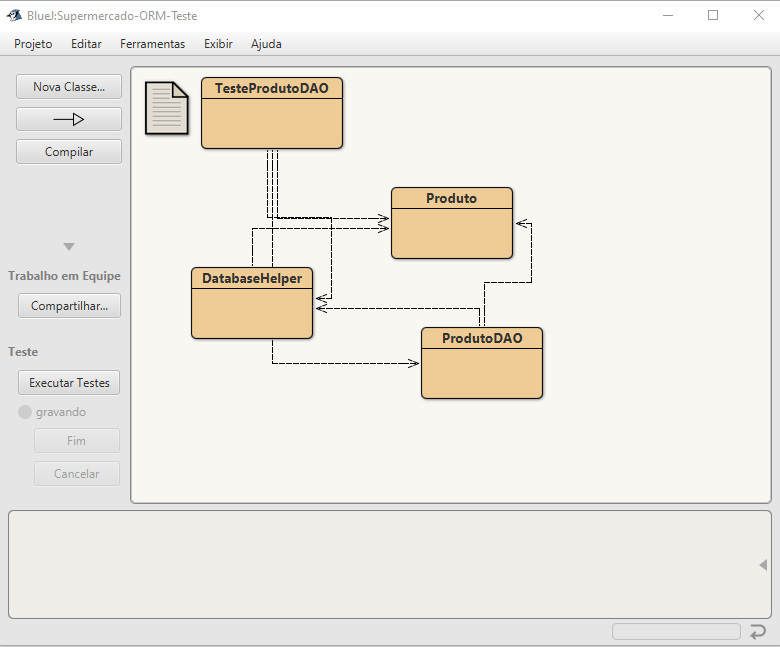 BlueJ:Supermercado-ORM-Teste
Projeto Editar Ferramentas Exibir Ajuda
Nova Classe...
Compilar
Trabalho em Equipe
Compartilhar...
Teste
Executar Testes
gravando
Fim
Cancelar
TesteProdutoDAO
Produto
DatabaseHelper
ProdutoDAO